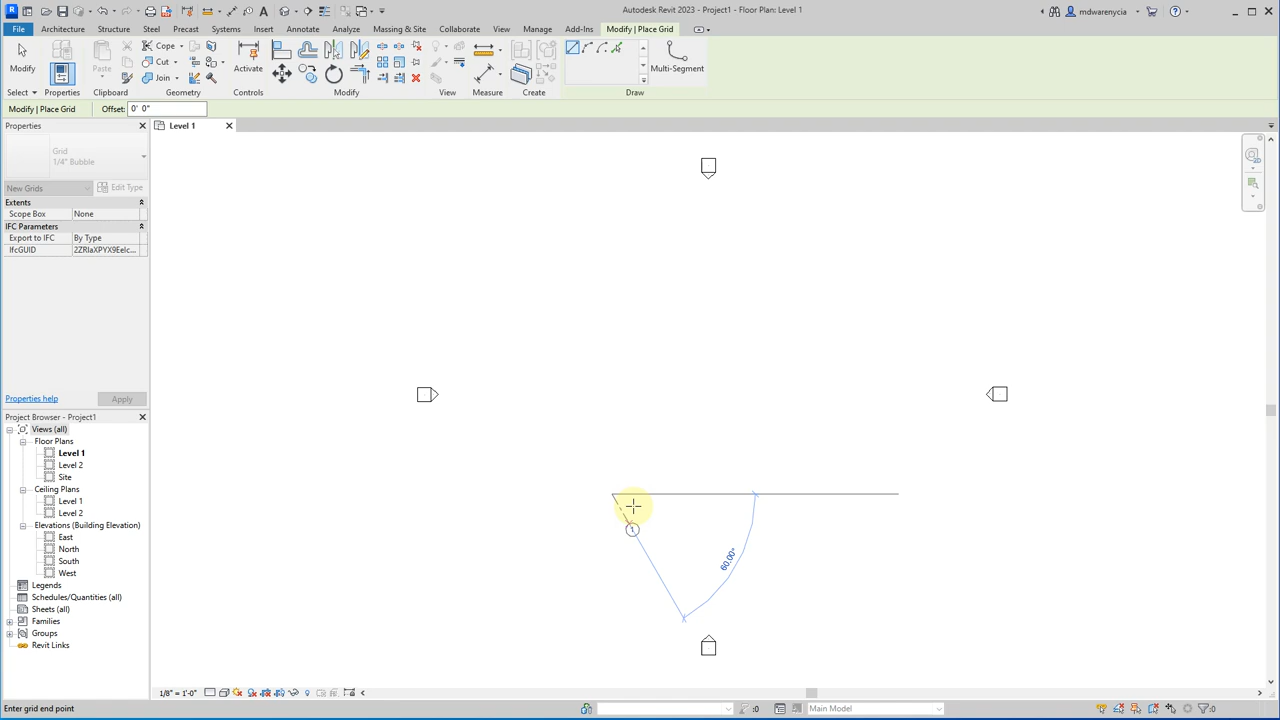 Autodesk Revit 2023 - Project1 - Floor Plan: Level 1
mdwarenycia
File Architecture Structure Steel Precast Systems Insert Annotate Analyze Massing & Site Collaborate View Manage Add-Ins Modify | Place Grid
Cope
Cut
Join
Modify Paste Activate Multi-Segment
Select Properties Clipboard Geometry Controls Modify View Measure Create Draw
Modify | Place Grid Offset: 0' 0"
Properties
Level 1
Grid
1/4" Bubble
New Grids Edit Type
Extents
Scope Box None
IFC Parameters
Export to IFC By Type
IfcGUID 2ZRIaXPYX9EeIc...
Properties help Apply
Project Browser - Project1
Views (all)
Floor Plans
Level 1
Level 2
Site
Ceiling Plans
Level 1
Level 2
Elevations (Building Elevation)
East
North
South
West
Legends
Schedules/Quantities (all)
Sheets (all)
Families
Groups
Revit Links
60.00°
1/8" = 1'-0"
Enter grid end point
:0
Main Model
:0